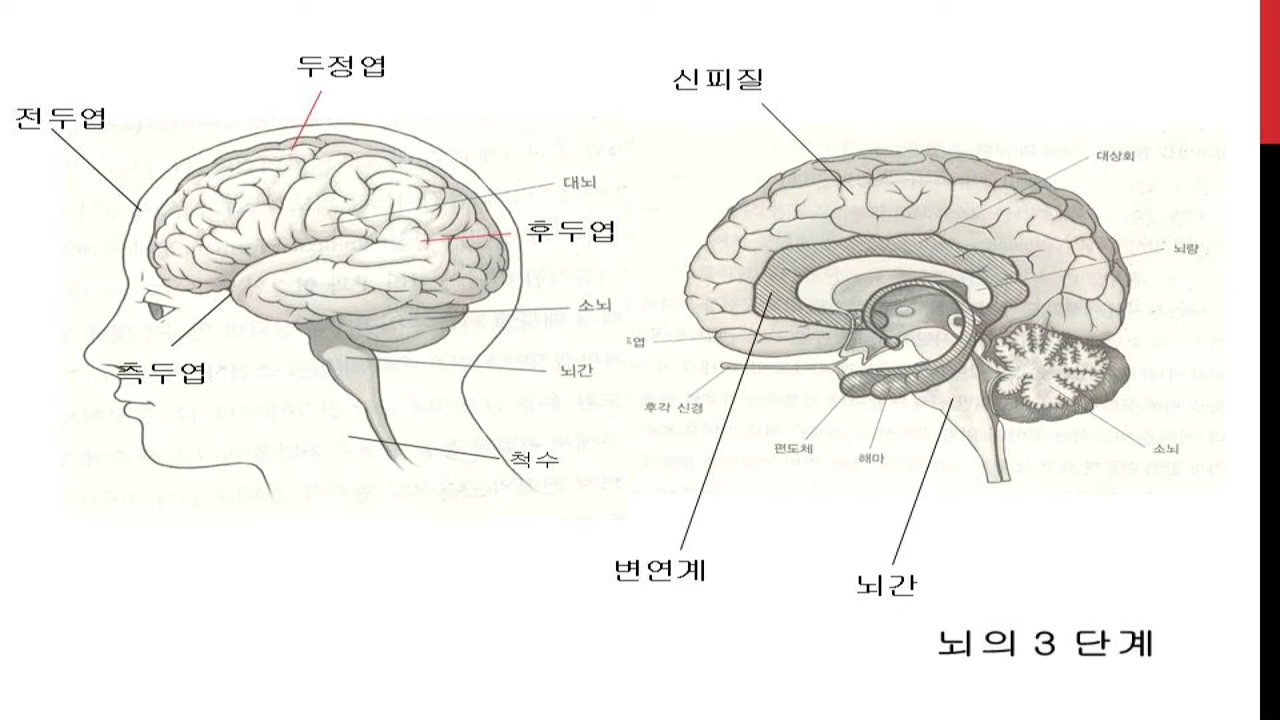 두정엽
전두엽
대뇌
후두엽
소뇌
측두엽
뇌간
척수
신피질
대상회
뇌량
후각 신경
편도체
해마
소뇌
변연계
뇌간
뇌의 3 단계